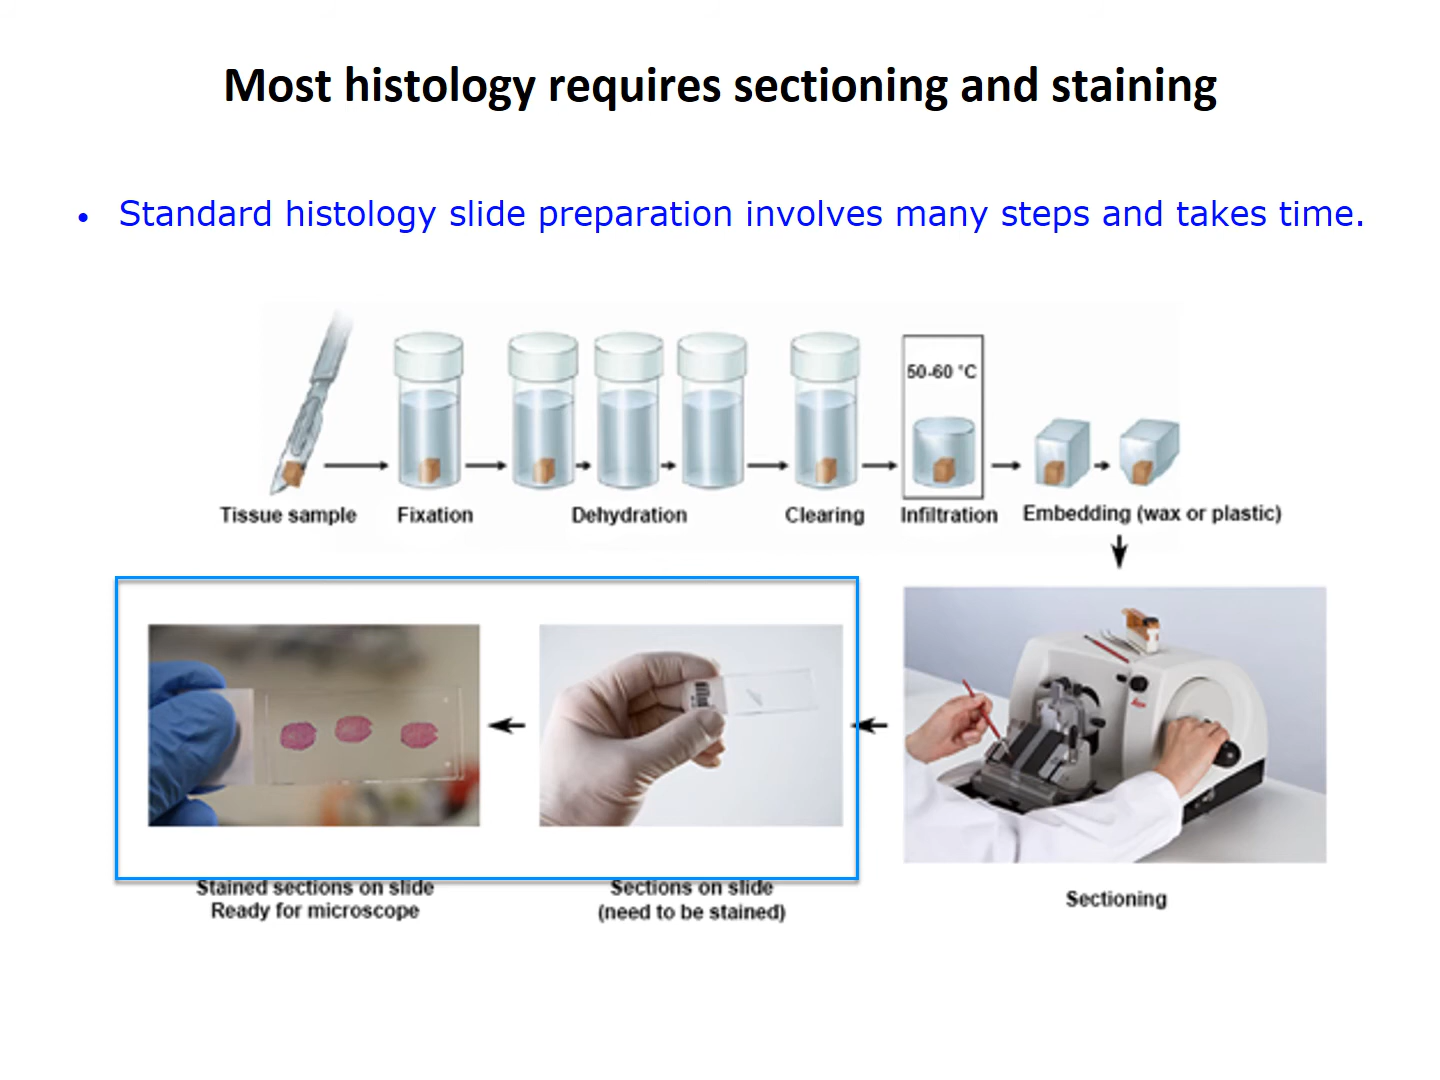 Most histology requires sectioning and staining
• Standard histology slide preparation involves many steps and takes time.
50-60 °C
Tissue sample
Fixation
Dehydration
Clearing
Infiltration
Embedding (wax or plastic)
Stained sections on slide
Ready for microscope
Sections on slide
(need to be stained)
Sectioning